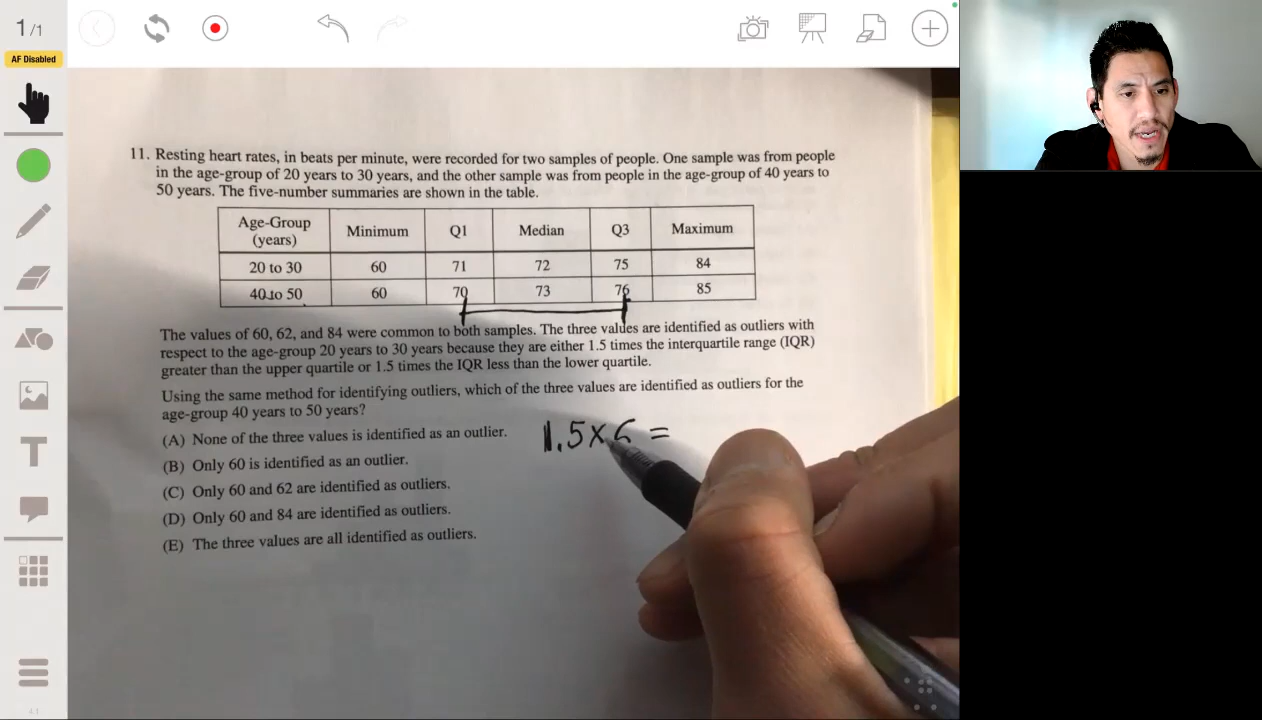 1/1
AF Disabled
11. Resting heart rates, in beats per minute, were recorded for two samples of people. One sample was from people
in the age-group of 20 years to 30 years, and the other sample was from people in the age-group of 40 years to
50 years. The five-number summaries are shown in the table.
Age-Group (years) Minimum Q1 Median Q3 Maximum
20 to 30 60 71 72 75 84
40 to 50 60 70 73 76 85
The values of 60, 62, and 84 were common to both samples. The three values are identified as outliers with
respect to the age-group 20 years to 30 years because they are either 1.5 times the interquartile range (IQR)
greater than the upper quartile or 1.5 times the IQR less than the lower quartile.
Using the same method for identifying outliers, which of the three values are identified as outliers for the
age-group 40 years to 50 years?
(A) None of the three values is identified as an outlier.
1.5 x 6 =
(B) Only 60 is identified as an outlier.
(C) Only 60 and 62 are identified as outliers.
(D) Only 60 and 84 are identified as outliers.
(E) The three values are all identified as outliers.
T